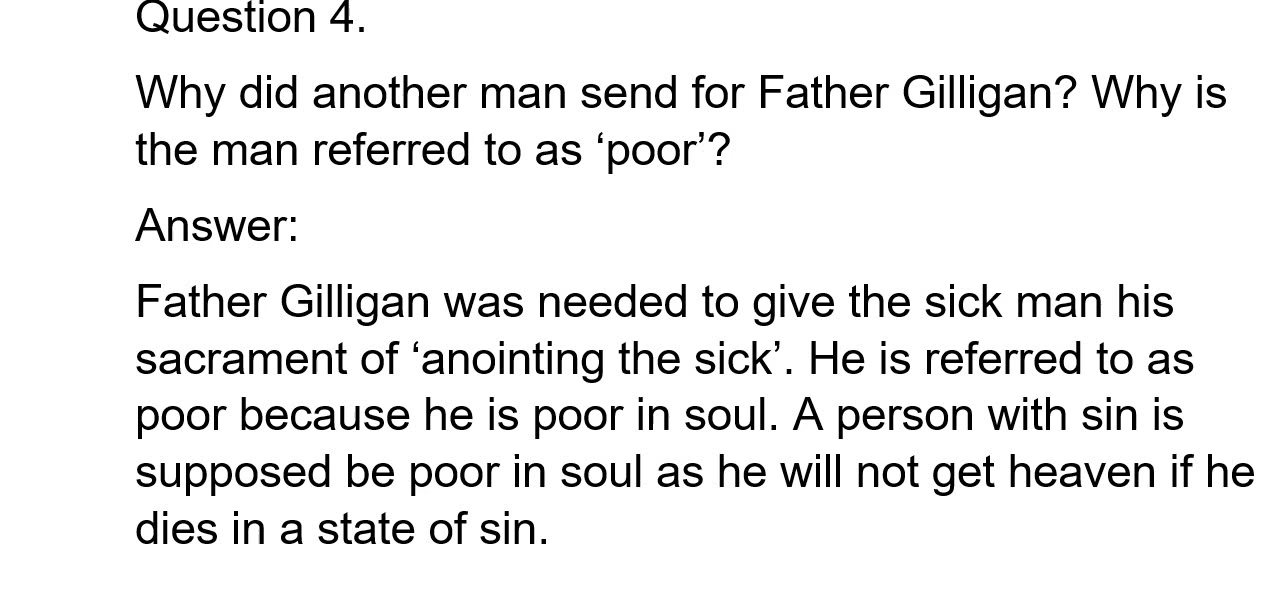 Question 4.
Why did another man send for Father Gilligan? Why is
the man referred to as ‘poor’?
Answer:
Father Gilligan was needed to give the sick man his
sacrament of ‘anointing the sick’. He is referred to as
poor because he is poor in soul. A person with sin is
supposed be poor in soul as he will not get heaven if he
dies in a state of sin.